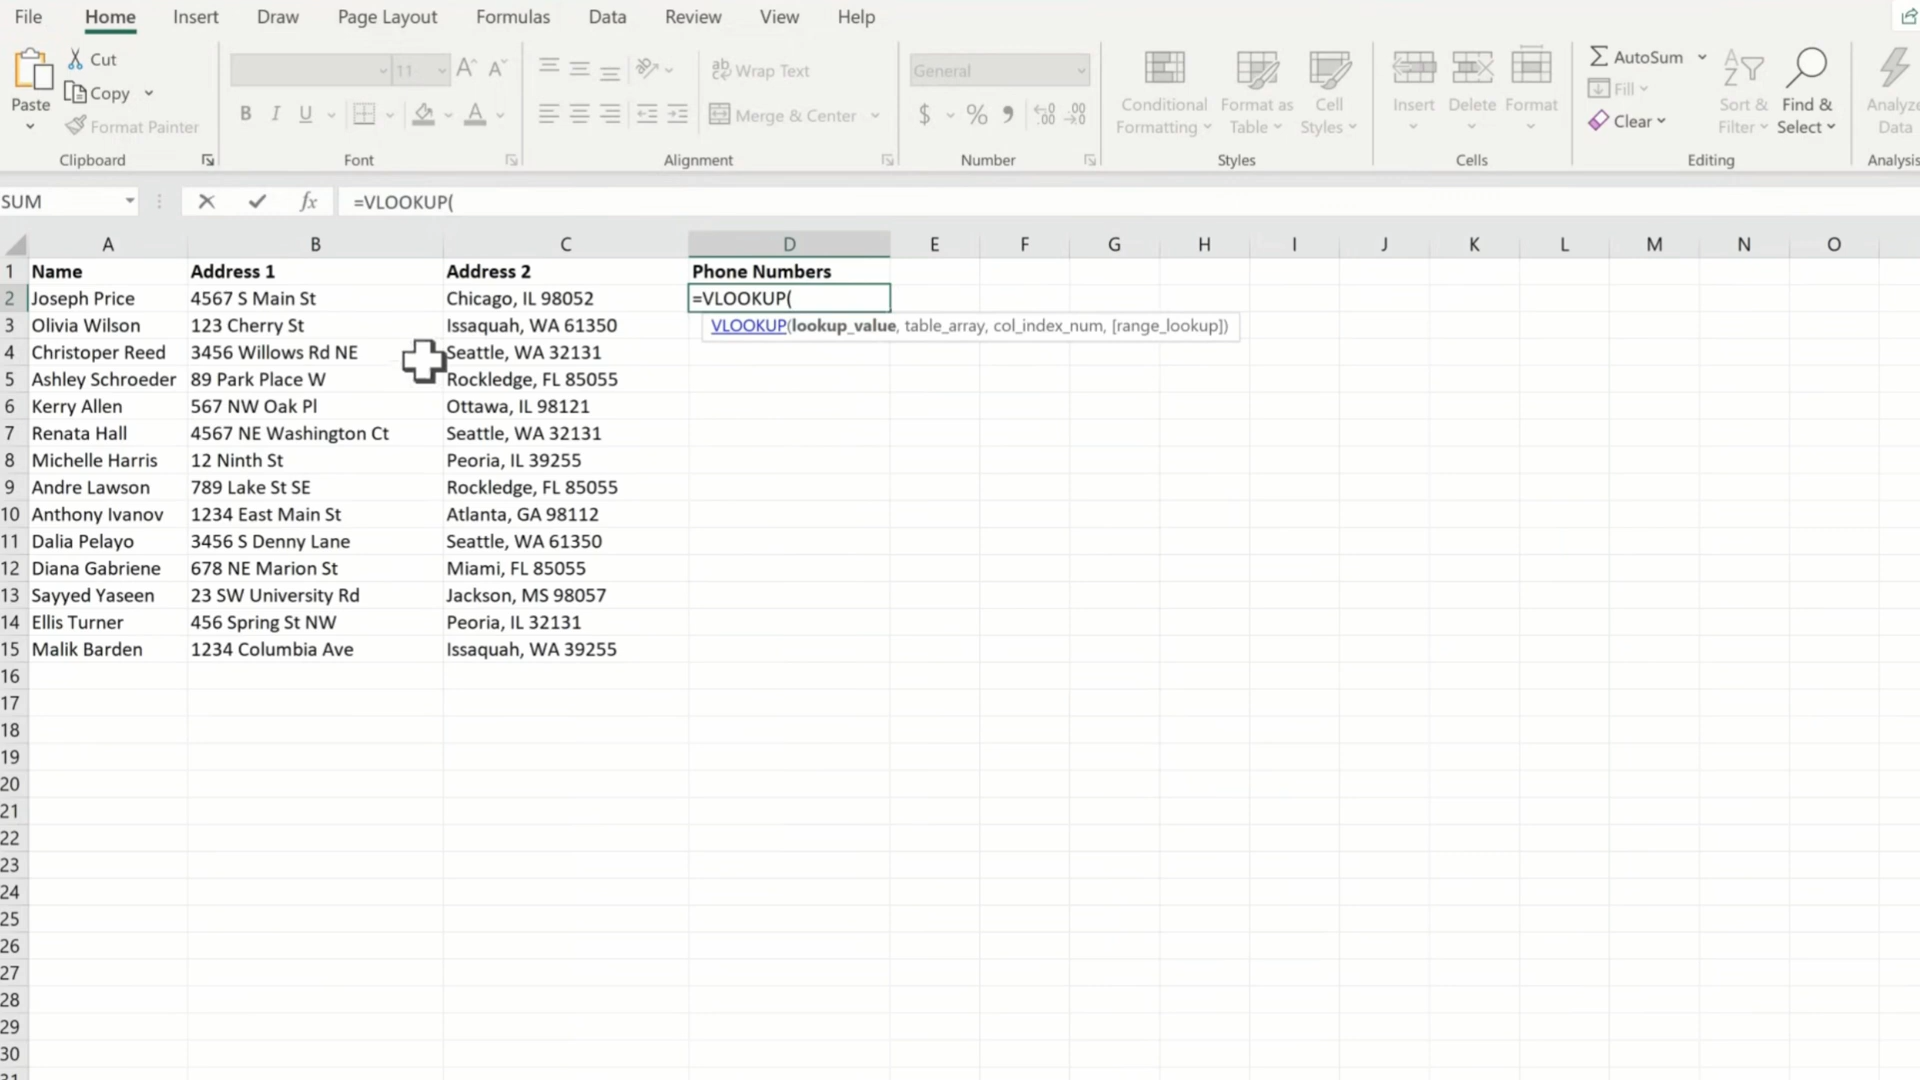 File Home Insert Draw Page Layout Formulas Data Review View Help
Paste Cut Copy Format Painter Clipboard
11 A A B I U A Font
ab Wrap Text Merge & Center Alignment
General $ % Number
Conditional Formatting Format as Table Cell Styles Styles
Insert Delete Format Cells
AutoSum Fill Clear Sort & Filter Find & Select Editing
Analyze Data Analysis
SUM fx =VLOOKUP(
A B C D E F G H I J K L M N O
1 Name Address 1 Address 2 Phone Numbers
2 Joseph Price 4567 S Main St Chicago, IL 98052 =VLOOKUP(
VLOOKUP(lookup_value, table_array, col_index_num, [range_lookup])
3 Olivia Wilson 123 Cherry St Issaquah, WA 61350
4 Christoper Reed 3456 Willows Rd NE Seattle, WA 32131
5 Ashley Schroeder 89 Park Place W Rockledge, FL 85055
6 Kerry Allen 567 NW Oak Pl Ottawa, IL 98121
7 Renata Hall 4567 NE Washington Ct Seattle, WA 32131
8 Michelle Harris 12 Ninth St Peoria, IL 39255
9 Andre Lawson 789 Lake St SE Rockledge, FL 85055
10 Anthony Ivanov 1234 East Main St Atlanta, GA 98112
11 Dalia Pelayo 3456 S Denny Lane Seattle, WA 61350
12 Diana Gabriene 678 NE Marion St Miami, FL 85055
13 Sayyed Yaseen 23 SW University Rd Jackson, MS 98057
14 Ellis Turner 456 Spring St NW Peoria, IL 32131
15 Malik Barden 1234 Columbia Ave Issaquah, WA 39255
16
17
18
19
20
21
22
23
24
25
26
27
28
29
30
31